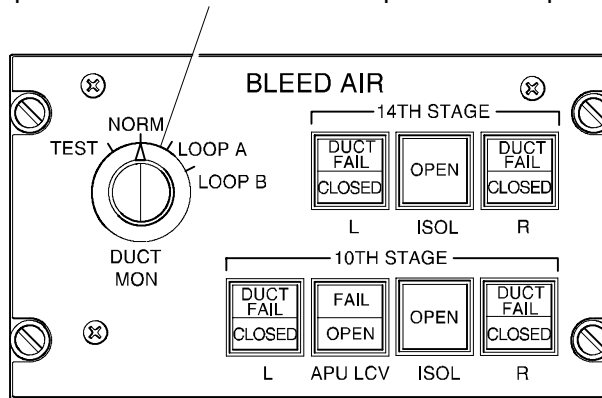 BLEED AIR
14TH STAGE
NORM
TEST
LOOP A
LOOP B
DUCT
MON
DUCT
FAIL
CLOSED
L
OPEN
ISOL
DUCT
FAIL
CLOSED
R
10TH STAGE
DUCT
FAIL
CLOSED
L
FAIL
OPEN
APU LCV
OPEN
ISOL
DUCT
FAIL
CLOSED
R